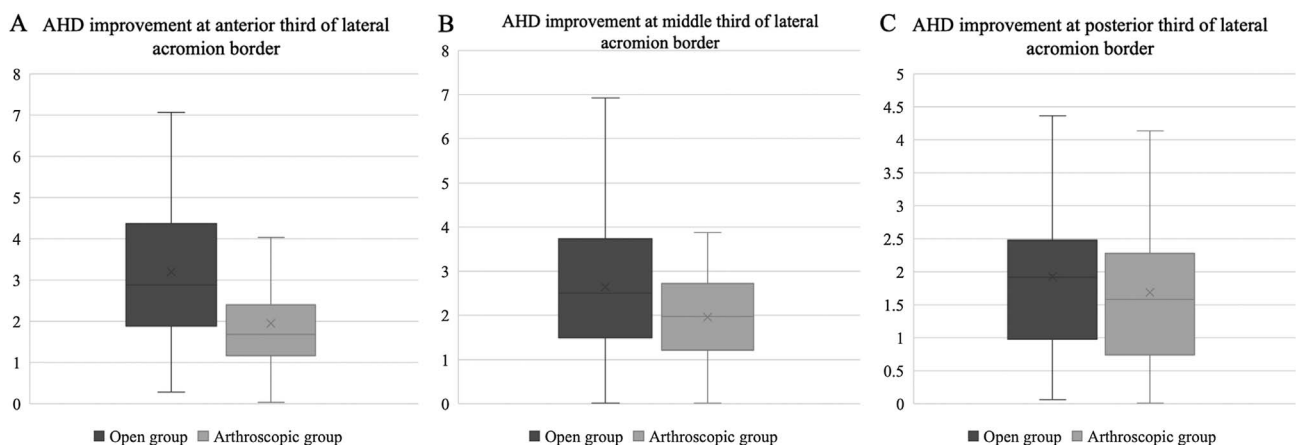 A
AHD improvement at anterior third of lateral
acromion border
8
7
6
5
4
3
2
1
0
Open group
Arthroscopic group
B
AHD improvement at middle third of lateral
acromion border
8
7
6
5
4
3
2
1
0
Open group
Arthroscopic group
C
AHD improvement at posterior third of lateral
acromion border
5
4.5
4
3.5
3
2.5
2
1.5
1
0.5
0
Open group
Arthroscopic group